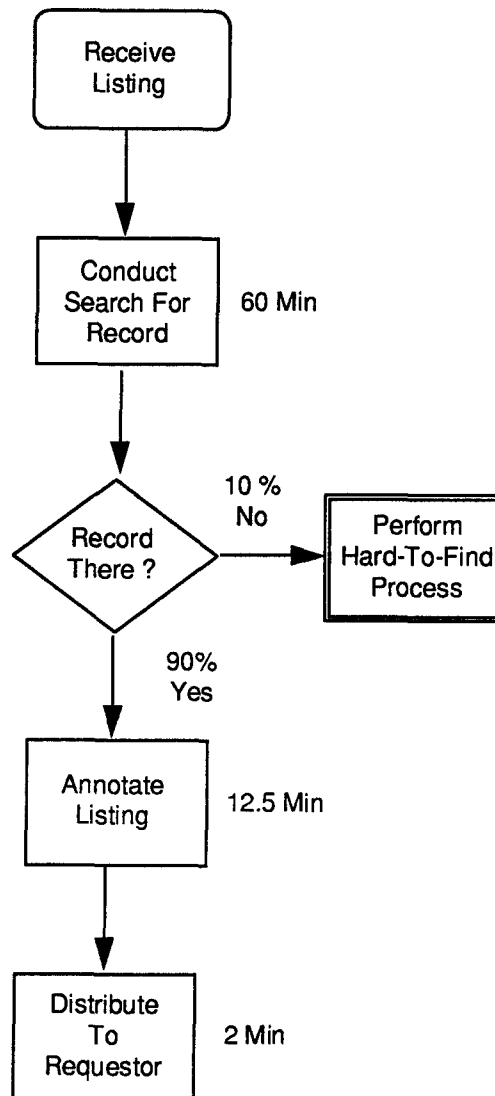 Receive
Listing
Conduct
Search For
Record
60 Min
10 %
No
Record
There ?
Perform
Hard-To-Find
Process
90%
Yes
Annotate
Listing
12.5 Min
Distribute
To
Requestor
2 Min